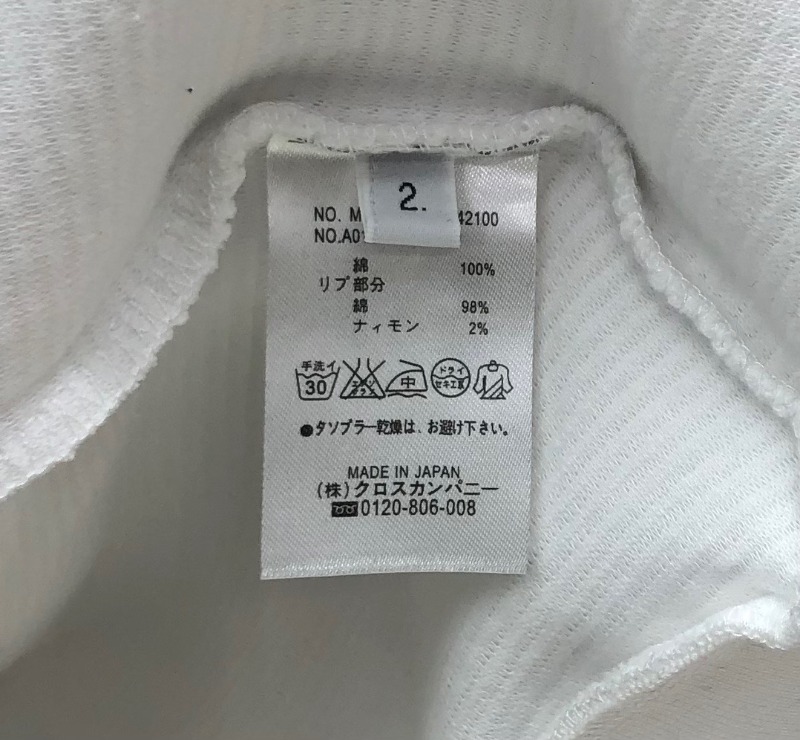 2.
NO. M 42100
NO.A0
綿 100%
リプ部分
綿 98%
ナィモン 2%
手洗イ 30 中 ドライ
●タソブラー乾燥は、お避け下さい。
MADE IN JAPAN
(株)クロスカンパニー
0120-806-008